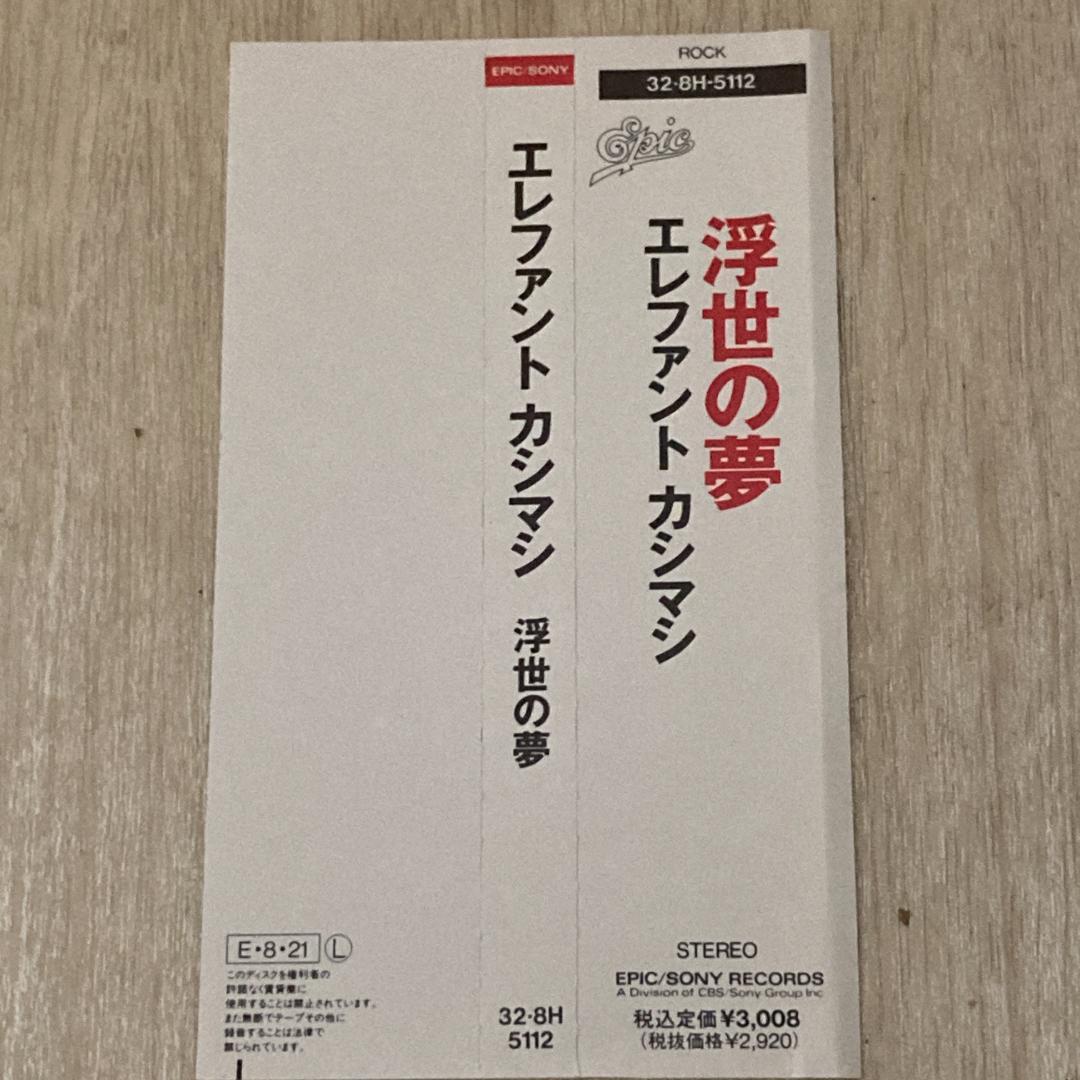 ROCK
32·8H-5112
Epic
浮世の夢
エレファント カシマシ
STEREO
EPIC/SONY RECORDS
A Division of CBS/Sony Group Inc
税込定価¥3,008
(税抜価格¥2,920)
EPIC/SONY
エレファント カシマシ 浮世の夢
32·8H
5112
E•8•21 Ⓛ
このディスクを権利者の
許諾なく賃貸業に
使用することは禁止されています。
また無断でテープその他に
録音することは法律で
禁じられています。